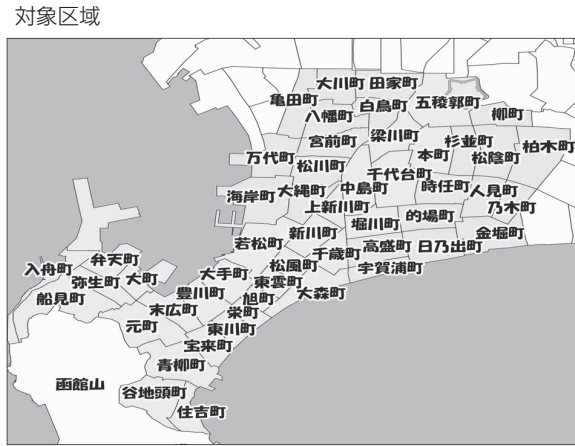 対象区域
大川町 田家町
亀田町 白鳥町 五稜郭町
八幡町 柳町
宮前町 梁川町 杉並町 柏木町
万代町 松川町 本町 松陰町
千代台町
海岸町 大縄町 中島町 時任町 人見町
上新川町 的場町 乃木町
新川町 堀川町 金堀町
若松町 千歳町 高盛町 日乃出町
松風町 宇賀浦町
入舟町 弁天町 大町 大手町 東雲町
弥生町 豊川町 旭町 大森町
船見町 末広町 栄町
元町 東川町
宝来町
青柳町
函館山 谷地頭町
住吉町